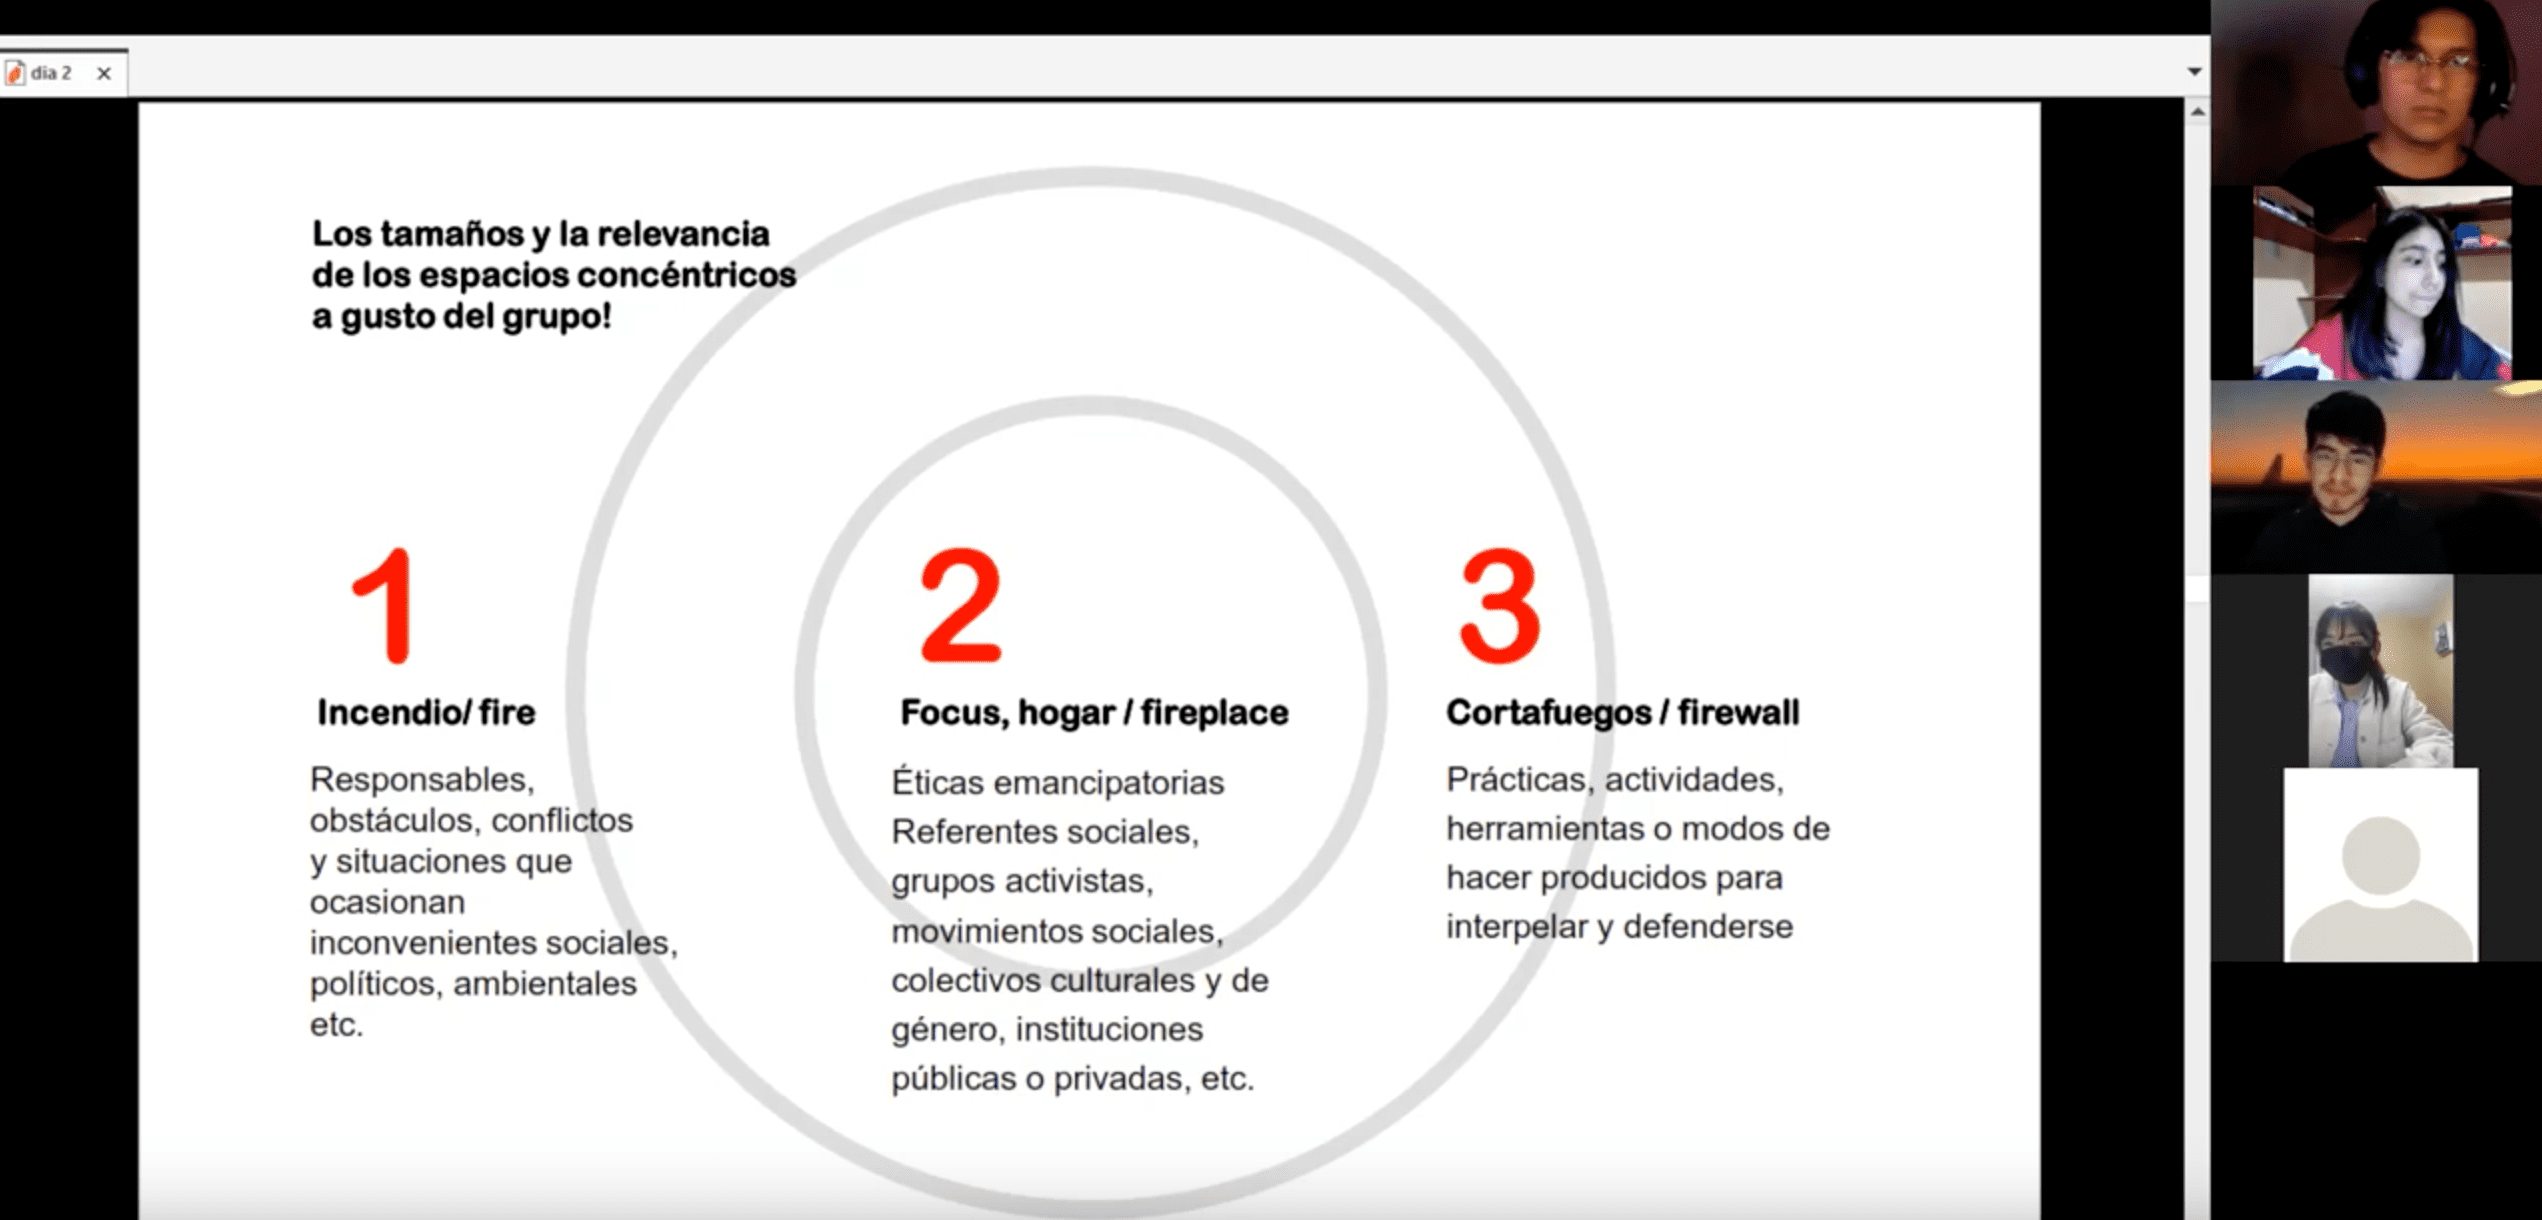 dia 2
Los tamaños y la relevancia
de los espacios concéntricos
a gusto del grupo!
1
Incendio/ fire
Responsables,
obstáculos, conflictos
y situaciones que
ocasionan
inconvenientes sociales,
políticos, ambientales
etc.
2
Focus, hogar / fireplace
Éticas emancipatorias
Referentes sociales,
grupos activistas,
movimientos sociales,
colectivos culturales y de
género, instituciones
públicas o privadas, etc.
3
Cortafuegos / firewall
Prácticas, actividades,
herramientas o modos de
hacer producidos para
interpelar y defenderse